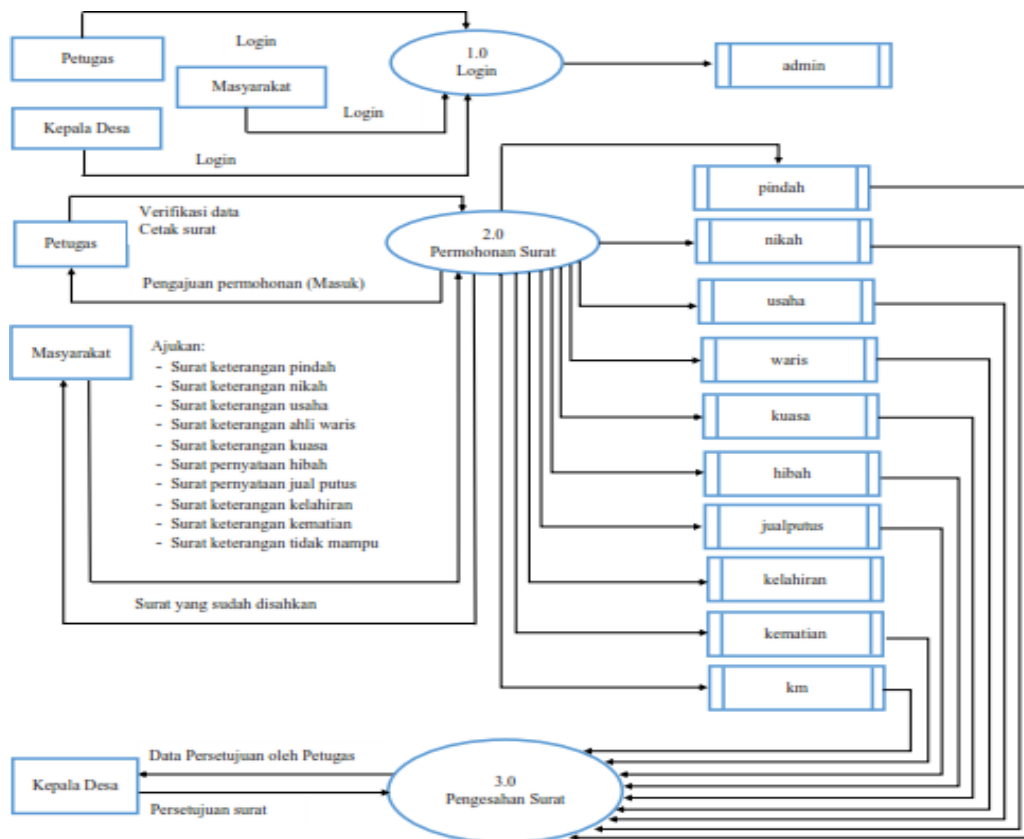 Petugas
Login
1.0
Login
admin
Masyarakat
Login
Kepala Desa
Login
pindah
Verifikasi data
Cetak surat
Petugas
2.0
Permohonan Surat
nikah
Pengajuan permohonan (Masuk)
usaha
Masyarakat
Ajukan:
- Surat keterangan pindah
- Surat keterangan nikah
- Surat keterangan usaha
- Surat keterangan ahli waris
- Surat keterangan kuasa
- Surat pernyataan hibah
- Surat pernyataan jual putus
- Surat keterangan kelahiran
- Surat keterangan kematian
- Surat keterangan tidak mampu
waris
kuasa
hibah
jualputus
kelahiran
Surat yang sudah disahkan
kematian
km
Data Persetujuan oleh Petugas
Kepala Desa
3.0
Pengesahan Surat
Persetujuan surat